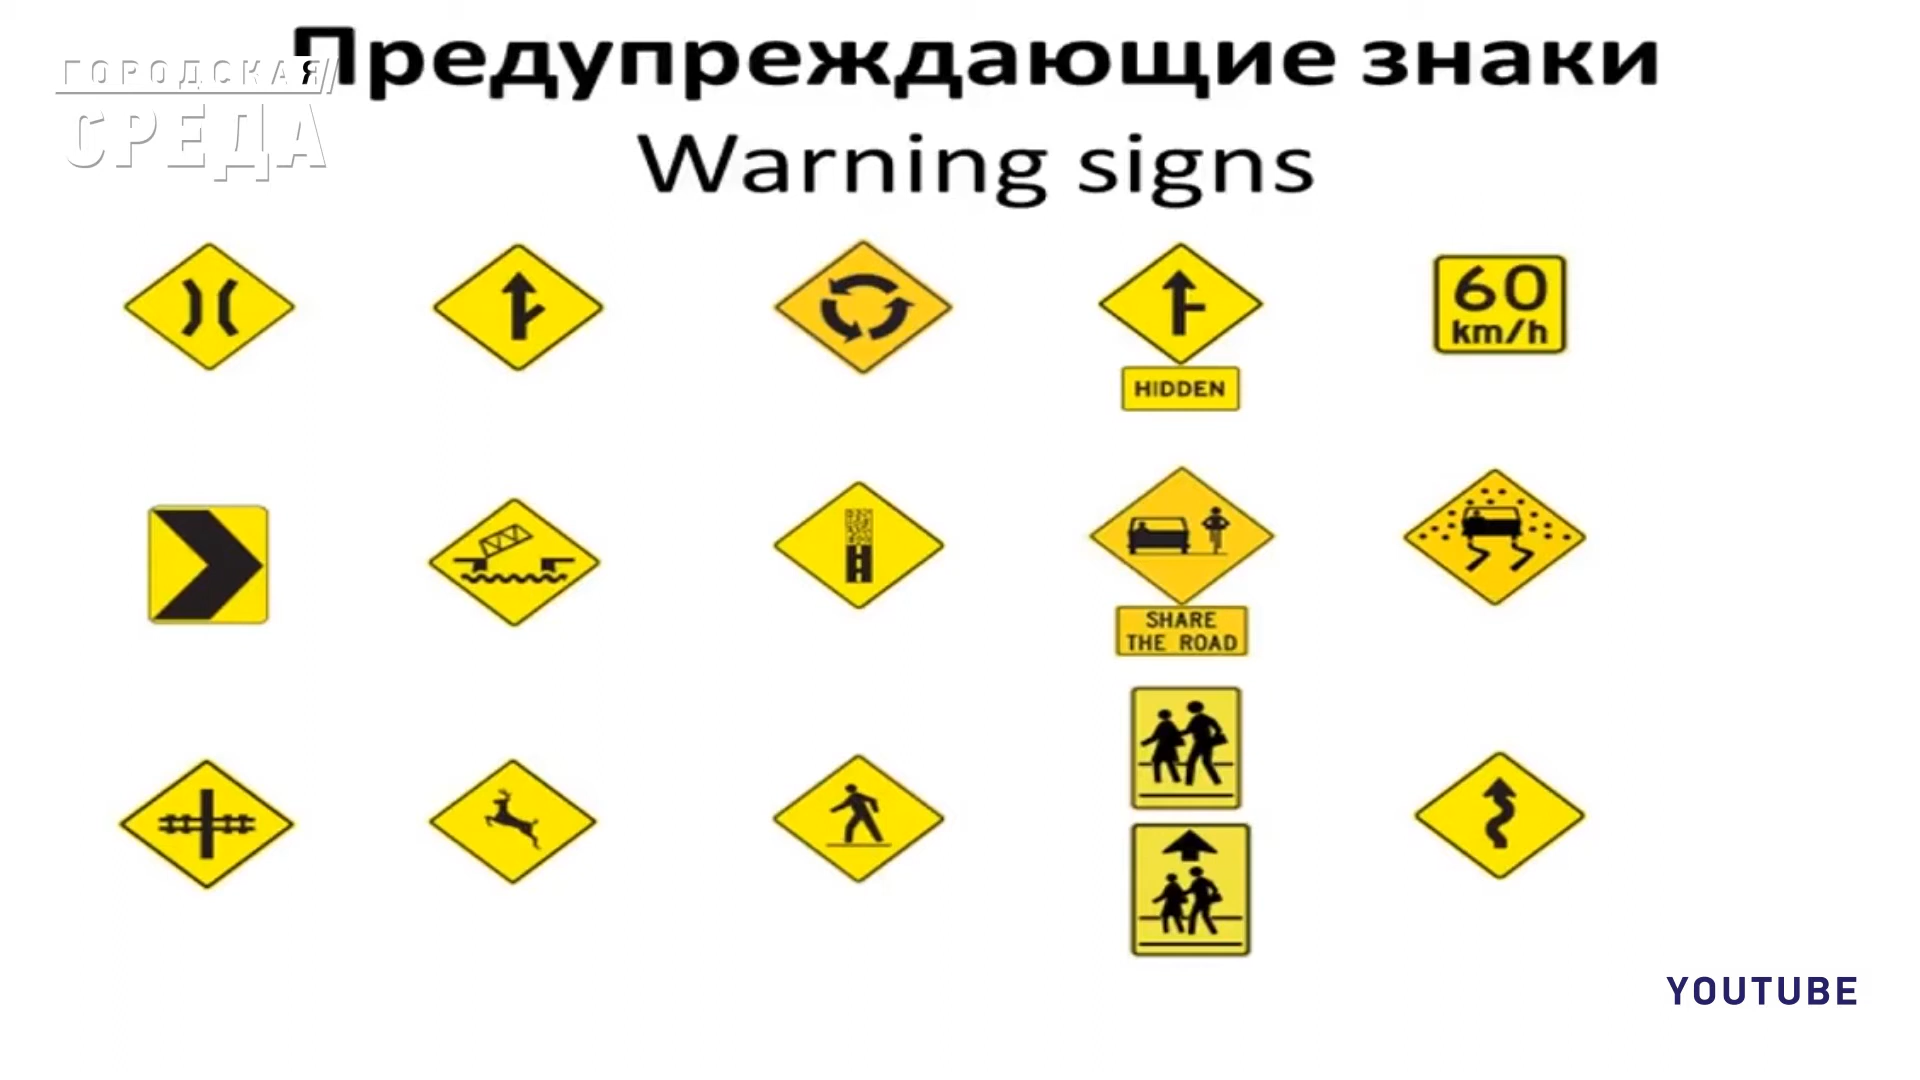 Предупреждающие знаки
ГОРОДСКАЯ//
СРЕДА
Warning signs
60
km/h
HIDDEN
SHARE
THE ROAD
YOUTUBE